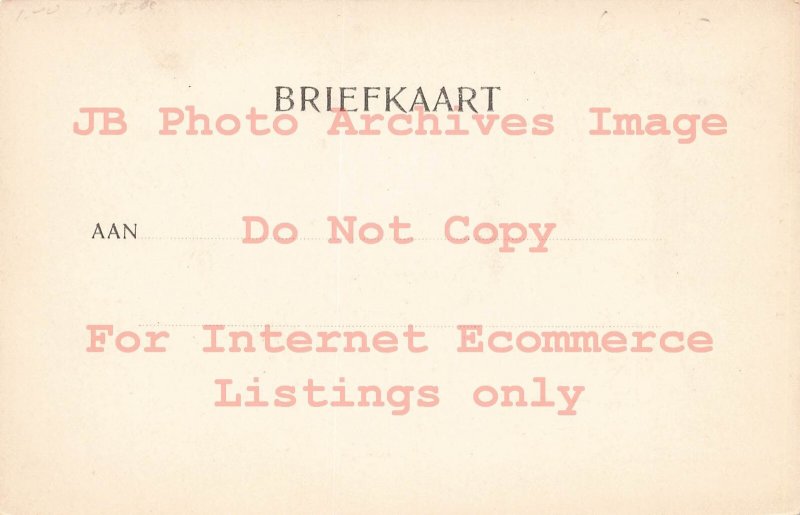 BRIEFKAART
JB Photo Archives Image
AAN
Do Not Copy
For Internet Ecommerce
Listings only